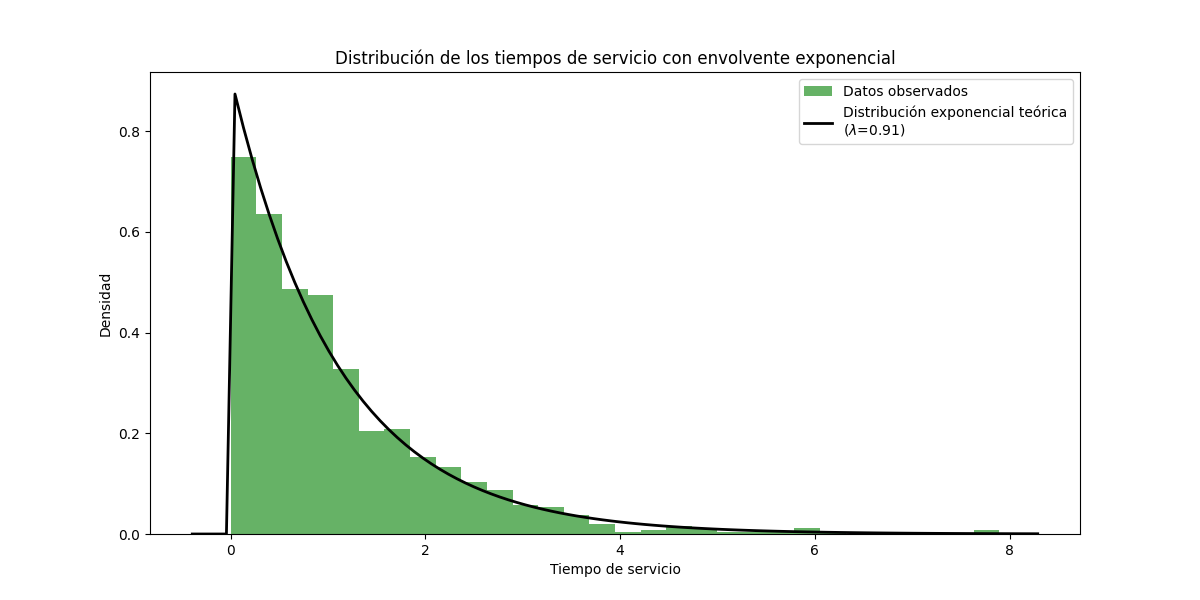 Distribución de los tiempos de servicio con envolvente exponencial
Datos observados
Distribución exponencial teórica
(λ=0.91)
Densidad
0.8
0.6
0.4
0.2
0.0
0 2 4 6 8
Tiempo de servicio